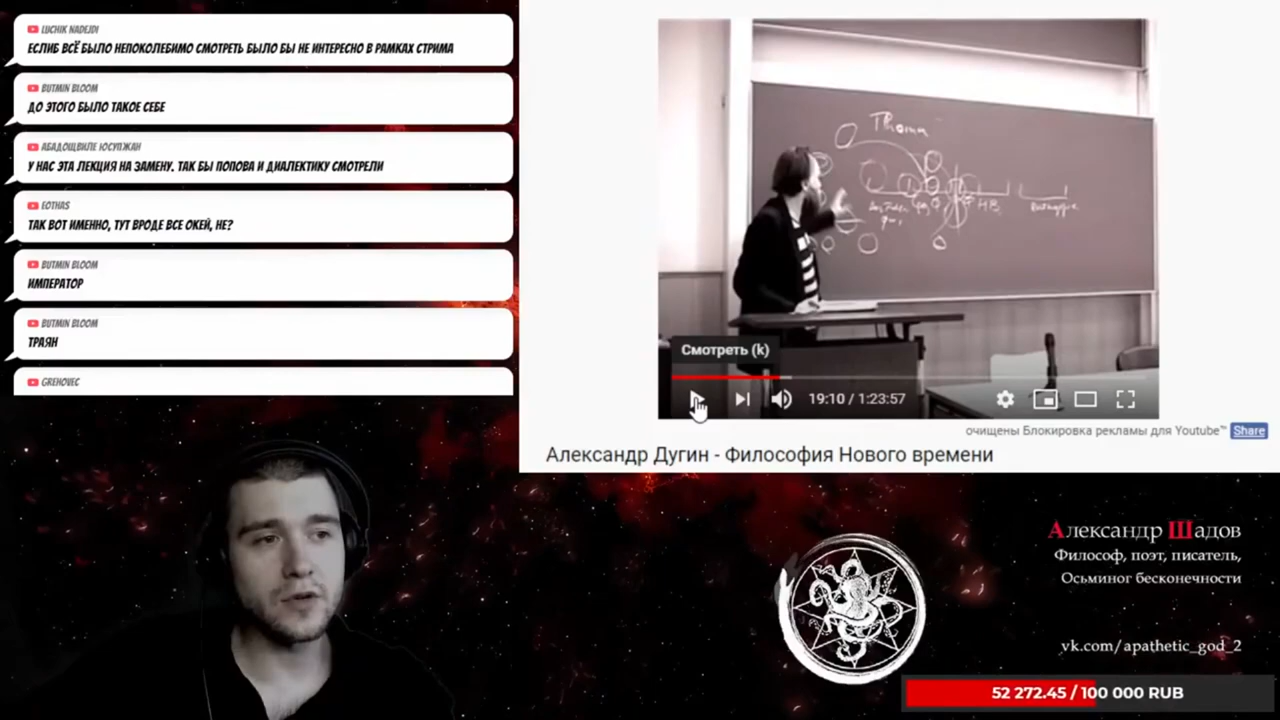 LUCHIK NADEJDI
ЕСЛИБ ВСЁ БЫЛО НЕПОКОЛЕБИМО СМОТРЕТЬ БЫЛО БЫ НЕ ИНТЕРЕСНО В РАМКАХ СТРИМА
BUTMIN BLOOM
ДО ЭТОГО БЫЛО ТАКОЕ СЕБЕ
АБАДОЩВИЛЕ ЮСУПЖАН
У НАС ЭТА ЛЕКЦИЯ НА ЗАМЕНУ. ТАК БЫ ПОПОВА И ДИАЛЕКТИКУ СМОТРЕЛИ
EOTHAS
ТАК ВОТ ИМЕННО, ТУТ ВРОДЕ ВСЕ ОКЕЙ, НЕ?
BUTMIN BLOOM
ИМПЕРАТОР
BUTMIN BLOOM
ТРАЯН
GREHOVEC
Смотреть (k)
19:10 / 1:23:57
очищены Блокировка рекламы для Youtube™ Share
Александр Дугин - Философия Нового времени
Александр Шадов
Философ, поэт, писатель,
Осьминог бесконечности
vk.com/apathetic_god_2
52 272.45 / 100 000 RUB